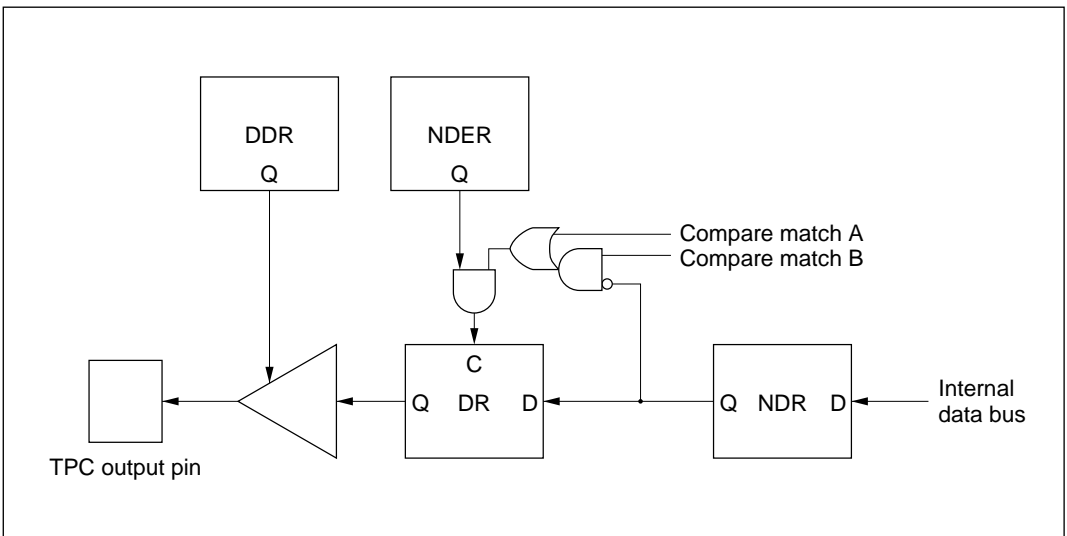 DDR
Q
NDER
Q
Compare match A
Compare match B
C
Q DR D
Q NDR D
Internal
data bus
TPC output pin